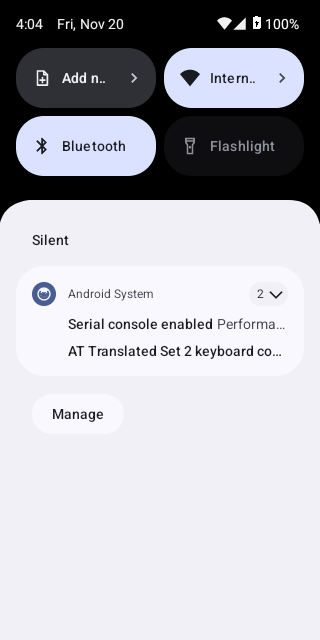 4:04 Fri, Nov 20 100%
Add n.. Intern..
Bluetooth Flashlight
Silent
Android System 2
Serial console enabled Performa...
AT Translated Set 2 keyboard co...
Manage